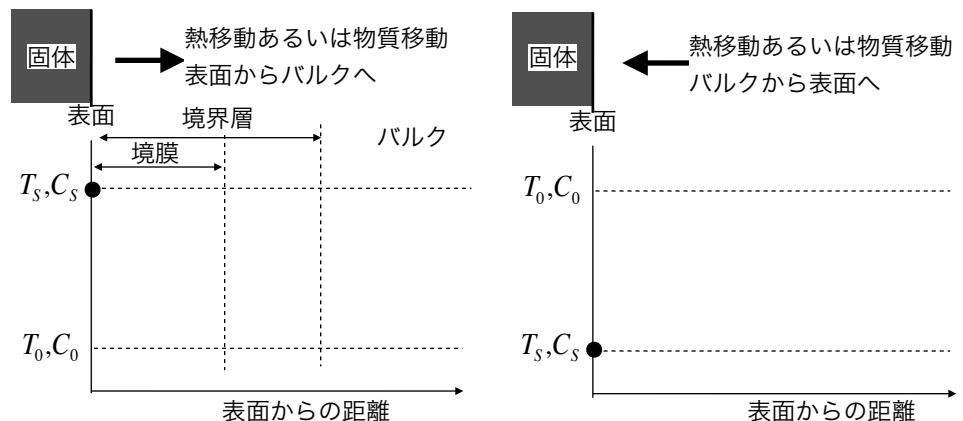 固体
熱移動あるいは物質移動
表面からバルクへ
表面
境界層
バルク
境膜
T_S,C_S
T_0,C_0
表面からの距離
固体
熱移動あるいは物質移動
バルクから表面へ
表面
T_0,C_0
T_S,C_S
表面からの距離